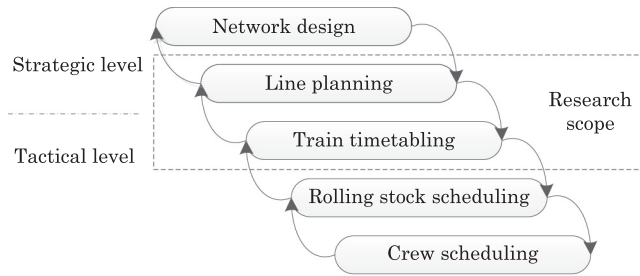 Network design
Strategic level
Line planning
Research
scope
Train timetabling
Tactical level
Rolling stock scheduling
Crew scheduling